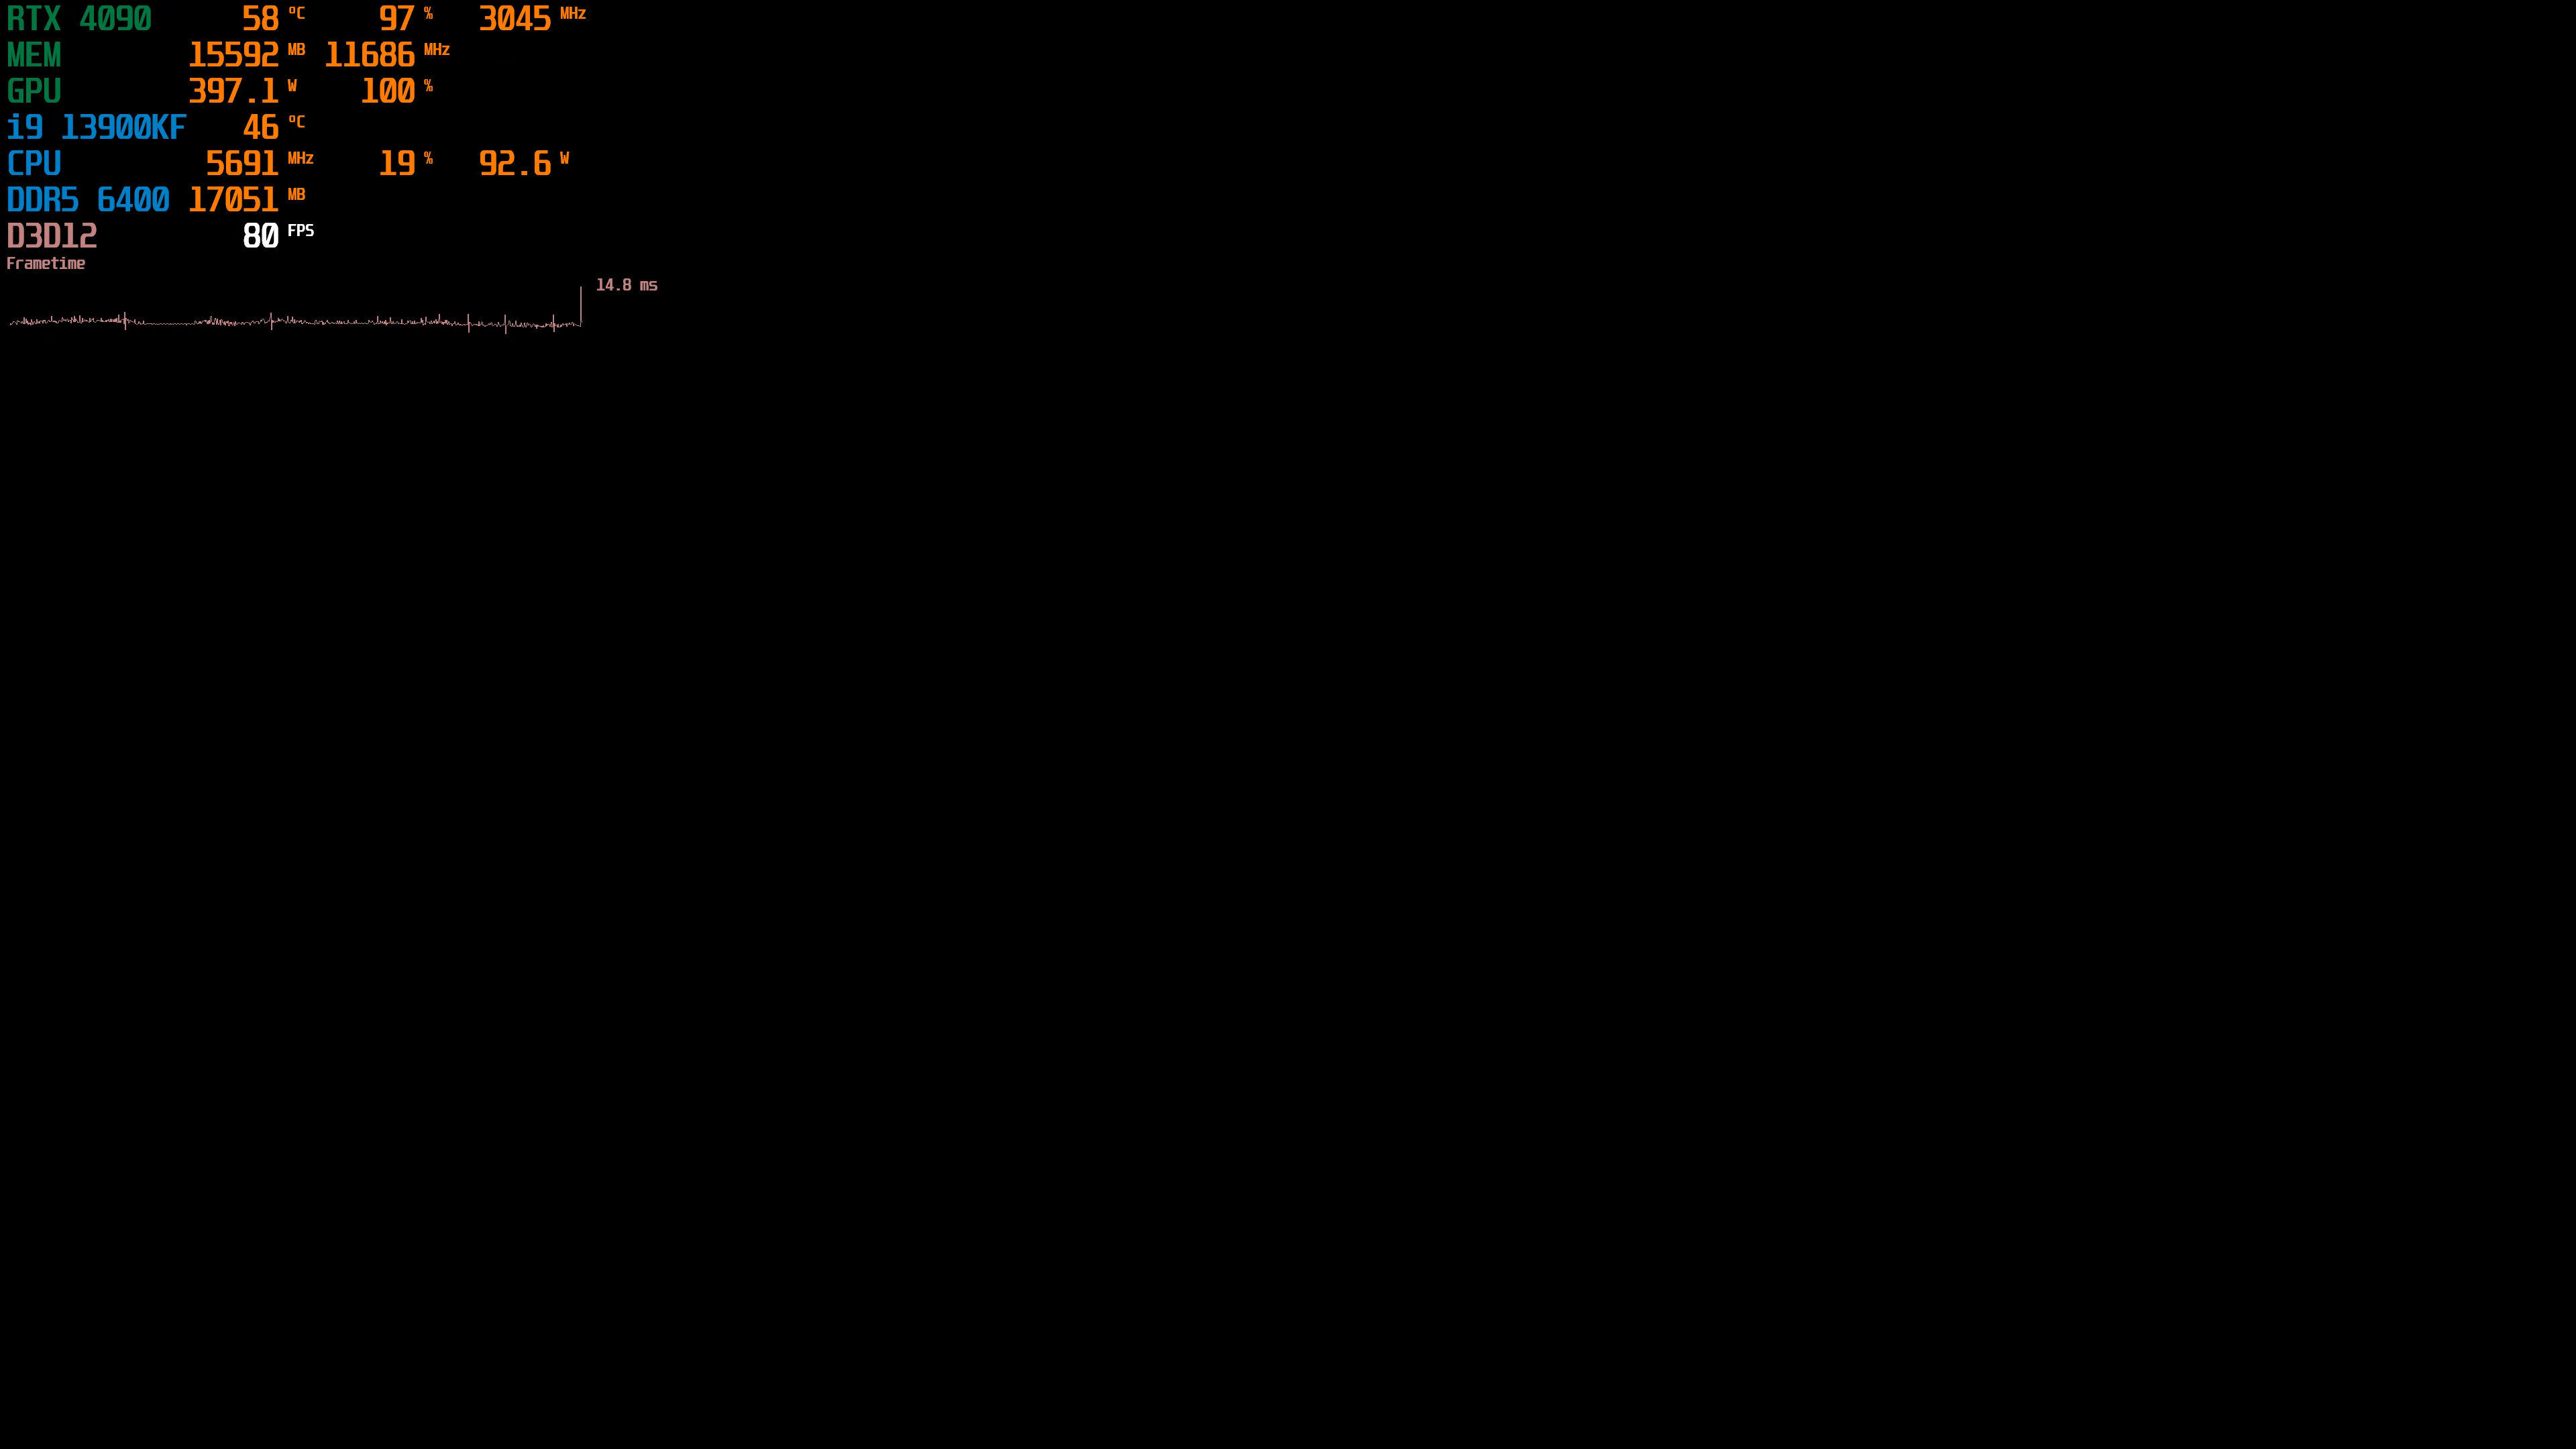 RTX 4090 58 °C 97 % 3045 MHz
MEM 15592 MB 11686 MHz
GPU 397.1 W 100 %
i9 13900KF 46 °C
CPU 5691 MHz 19 % 92.6 W
DDR5 6400 17051 MB
D3D12 80 FPS
Frametime
14.8 ms